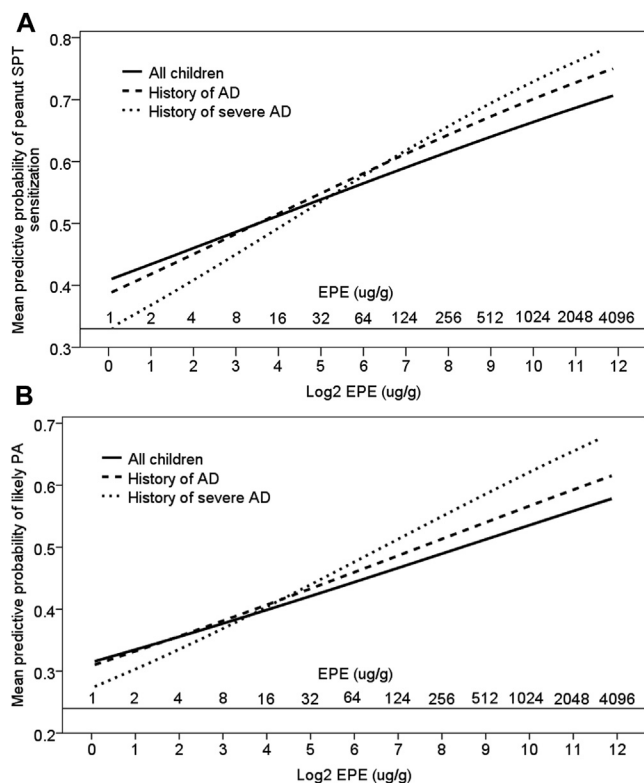 A
Mean predictive probability of peanut SPT
sensitization
0.8
0.7
0.6
0.5
0.4
0.3
All children
History of AD
History of severe AD
EPE (ug/g)
1 2 4 8 16 32 64 124 256 512 1024 2048 4096
0 1 2 3 4 5 6 7 8 9 10 11 12
Log2 EPE (ug/g)
B
Mean predictive probability of likely PA
0.7
0.6
0.5
0.4
0.3
0.2
All children
History of AD
History of severe AD
EPE (ug/g)
1 2 4 8 16 32 64 124 256 512 1024 2048 4096
0 1 2 3 4 5 6 7 8 9 10 11 12
Log2 EPE (ug/g)